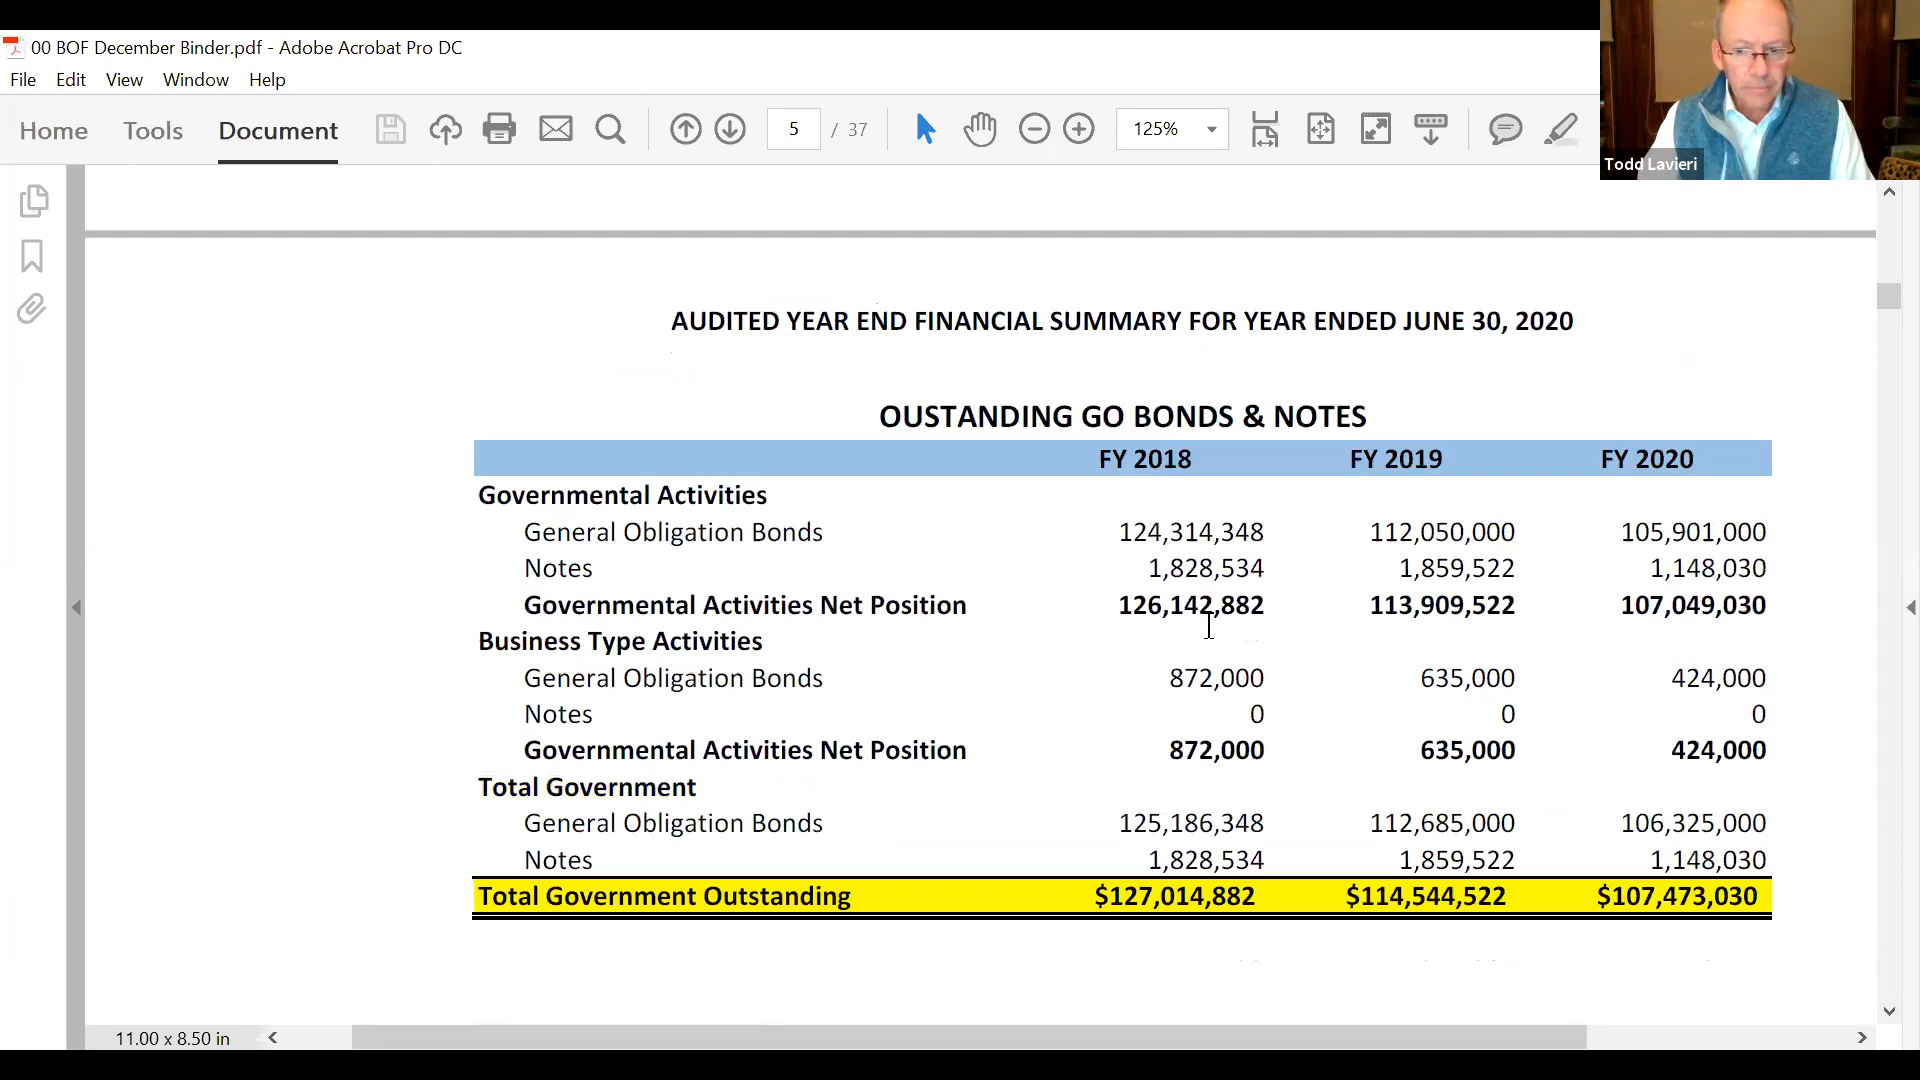 00 BOF December Binder.pdf - Adobe Acrobat Pro DC
File Edit View Window Help
Home Tools Document 5 / 37 125%
Todd Lavieri
AUDITED YEAR END FINANCIAL SUMMARY FOR YEAR ENDED JUNE 30, 2020
OUSTANDING GO BONDS & NOTES
FY 2018 FY 2019 FY 2020
Governmental Activities
General Obligation Bonds 124,314,348 112,050,000 105,901,000
Notes 1,828,534 1,859,522 1,148,030
Governmental Activities Net Position 126,142,882 113,909,522 107,049,030
Business Type Activities
General Obligation Bonds 872,000 635,000 424,000
Notes 0 0 0
Governmental Activities Net Position 872,000 635,000 424,000
Total Government
General Obligation Bonds 125,186,348 112,685,000 106,325,000
Notes 1,828,534 1,859,522 1,148,030
Total Government Outstanding $127,014,882 $114,544,522 $107,473,030
11.00 x 8.50 in